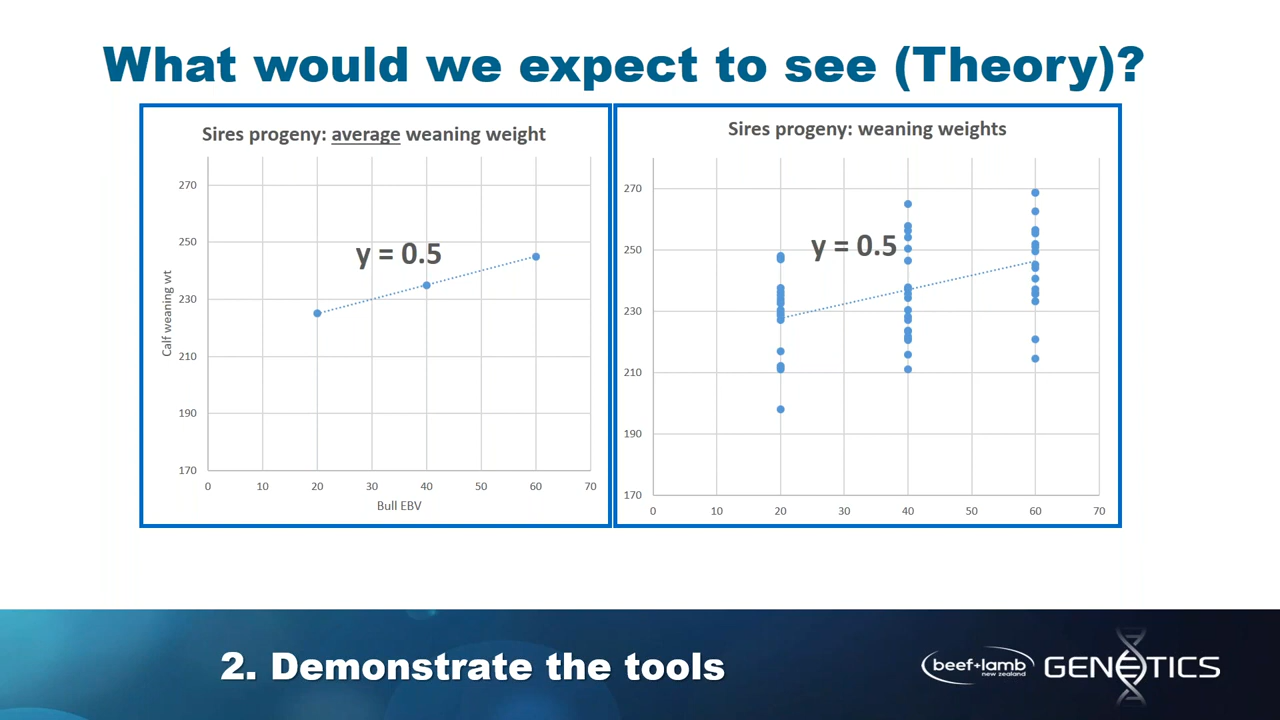 What would we expect to see (Theory)?
Sires progeny: average weaning weight
270
250
230
210
190
170
Calf weaning wt
y = 0.5
0 10 20 30 40 50 60 70
Bull EBV
Sires progeny: weaning weights
270
250
230
210
190
170
y = 0.5
0 10 20 30 40 50 60 70
2. Demonstrate the tools
beef+lamb
new zealand
GENETICS